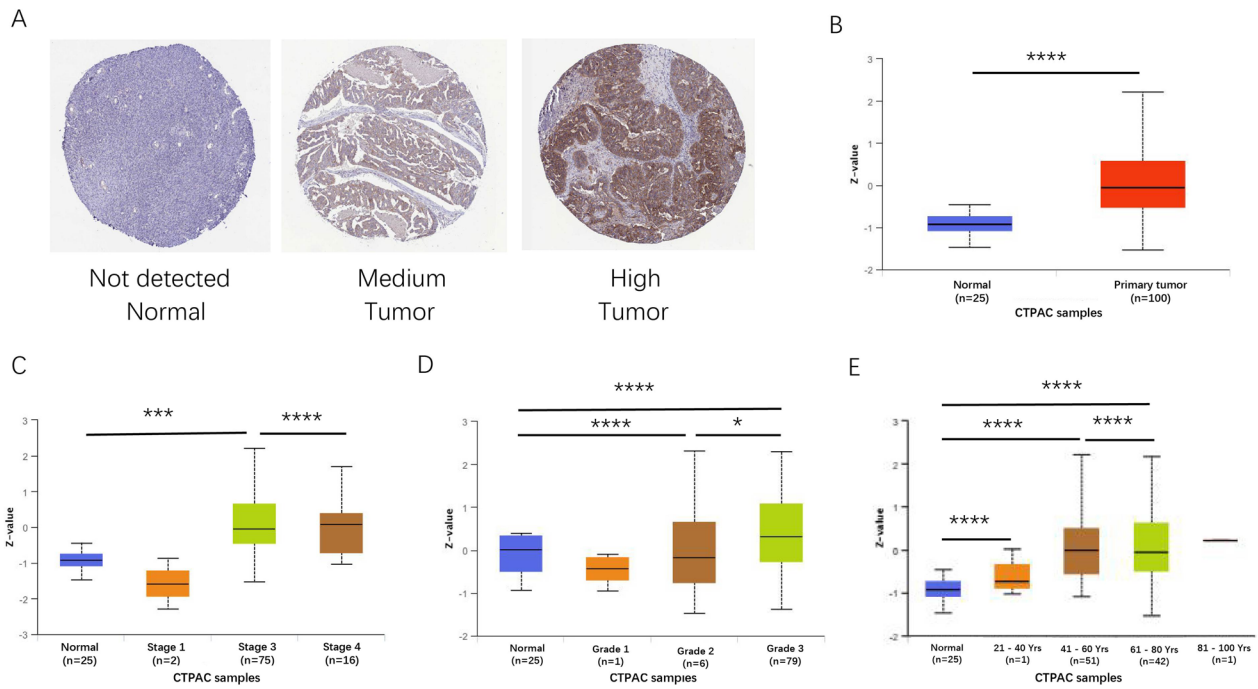 A
Not detected
Normal
Medium
Tumor
High
Tumor
B
****
3
2
1
0
-1
-2
Z-value
Normal
(n=25)
Primary tumor
(n=100)
CTPAC samples
C
***
****
3
2
1
0
-1
-2
-3
Z-value
Normal
(n=25)
Stage 1
(n=2)
Stage 3
(n=75)
Stage 4
(n=16)
CTPAC samples
D
****
****
*
3
2
1
0
-1
-2
Z-value
Normal
(n=25)
Grade 1
(n=1)
Grade 2
(n=6)
Grade 3
(n=79)
CTPAC samples
E
****
****
****
****
3
2
1
0
-1
-2
Z-value
Normal
(n=25)
21 - 40 Yrs
(n=1)
41 - 60 Yrs
(n=51)
61 - 80 Yrs
(n=42)
81 - 100 Yrs
(n=1)
CTPAC samples